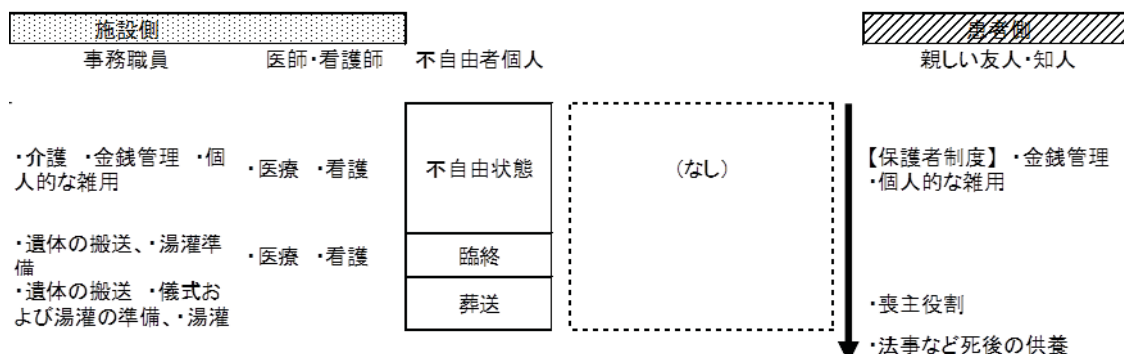 施設側
患者側
事務職員
医師・看護師
不自由者個人
親しい友人・知人
・介護 ・金銭管理 ・個
人的な雑用
・医療 ・看護
不自由状態
(なし)
【保護者制度】 ・金銭管理
・個人的な雑用
・遺体の搬送、・湯灌準
備
・医療 ・看護
臨終
・遺体の搬送 ・儀式お
よび湯灌の準備、・湯灌
葬送
・喪主役割
・法事など死後の供養